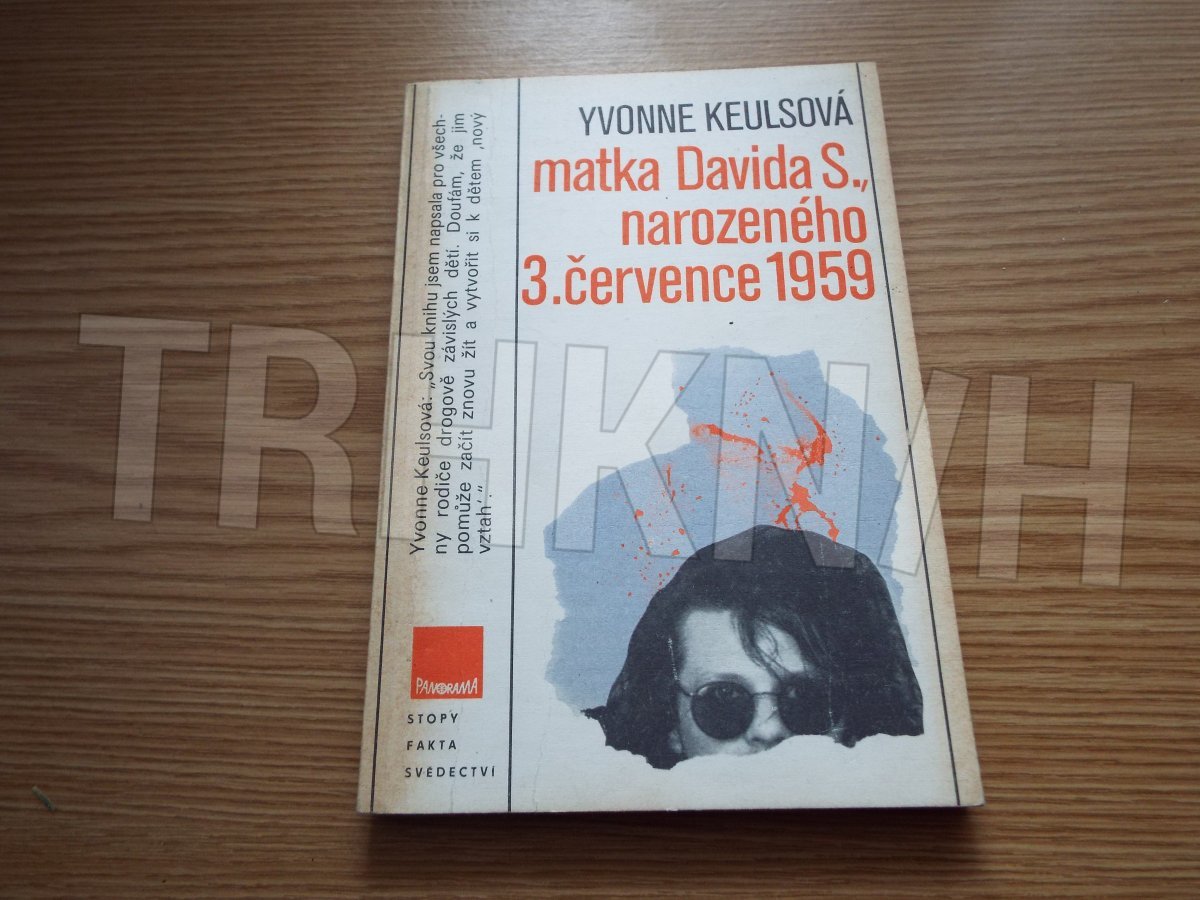 YVONNE KEULSOVÁ
matka Davida S.,
narozeného
3. července 1959
Yvonne Keulsová: „Svou knihu jsem napsala pro všech-
ny rodiče drogově závislých dětí. Doufám, že jim
pomůže začít znovu žít a vytvořit si k dětem ‚nový
vztah‘.“
PANORAMA
STOPY
FAKTA
SVĚDECTVÍ
TRHKNIH